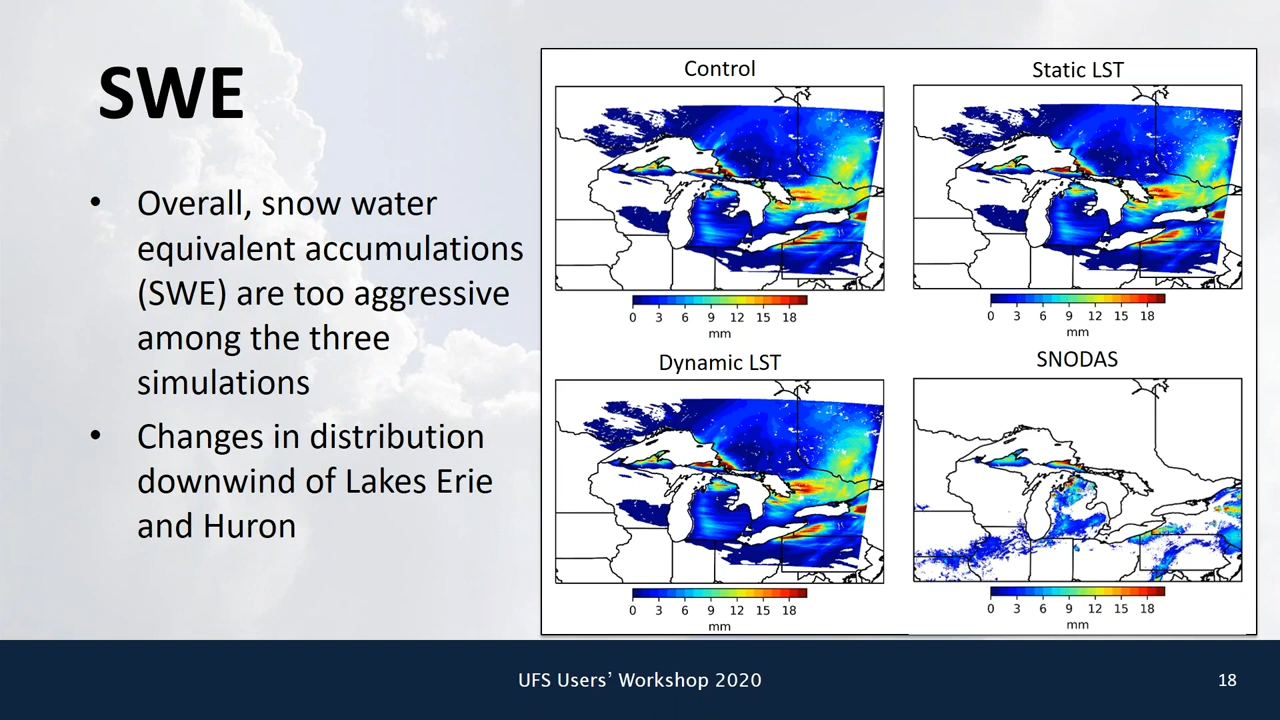 SWE
• Overall, snow water
equivalent accumulations
(SWE) are too aggressive
among the three
simulations
• Changes in distribution
downwind of Lakes Erie
and Huron
Control
0 3 6 9 12 15 18
mm
Static LST
0 3 6 9 12 15 18
mm
Dynamic LST
0 3 6 9 12 15 18
mm
SNODAS
0 3 6 9 12 15 18
mm
UFS Users’ Workshop 2020
18